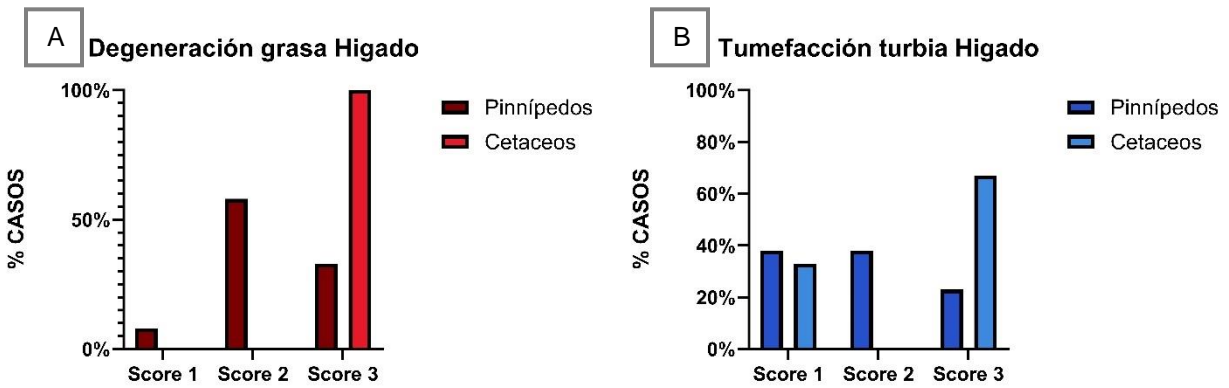 A
Degeneración grasa Higado
100%
50%
0%
% CASOS
Score 1 Score 2 Score 3
Pinnípedos
Cetaceos
B
Tumefacción turbia Higado
100%
80%
60%
40%
20%
0%
% CASOS
Score 1 Score 2 Score 3
Pinnípedos
Cetaceos